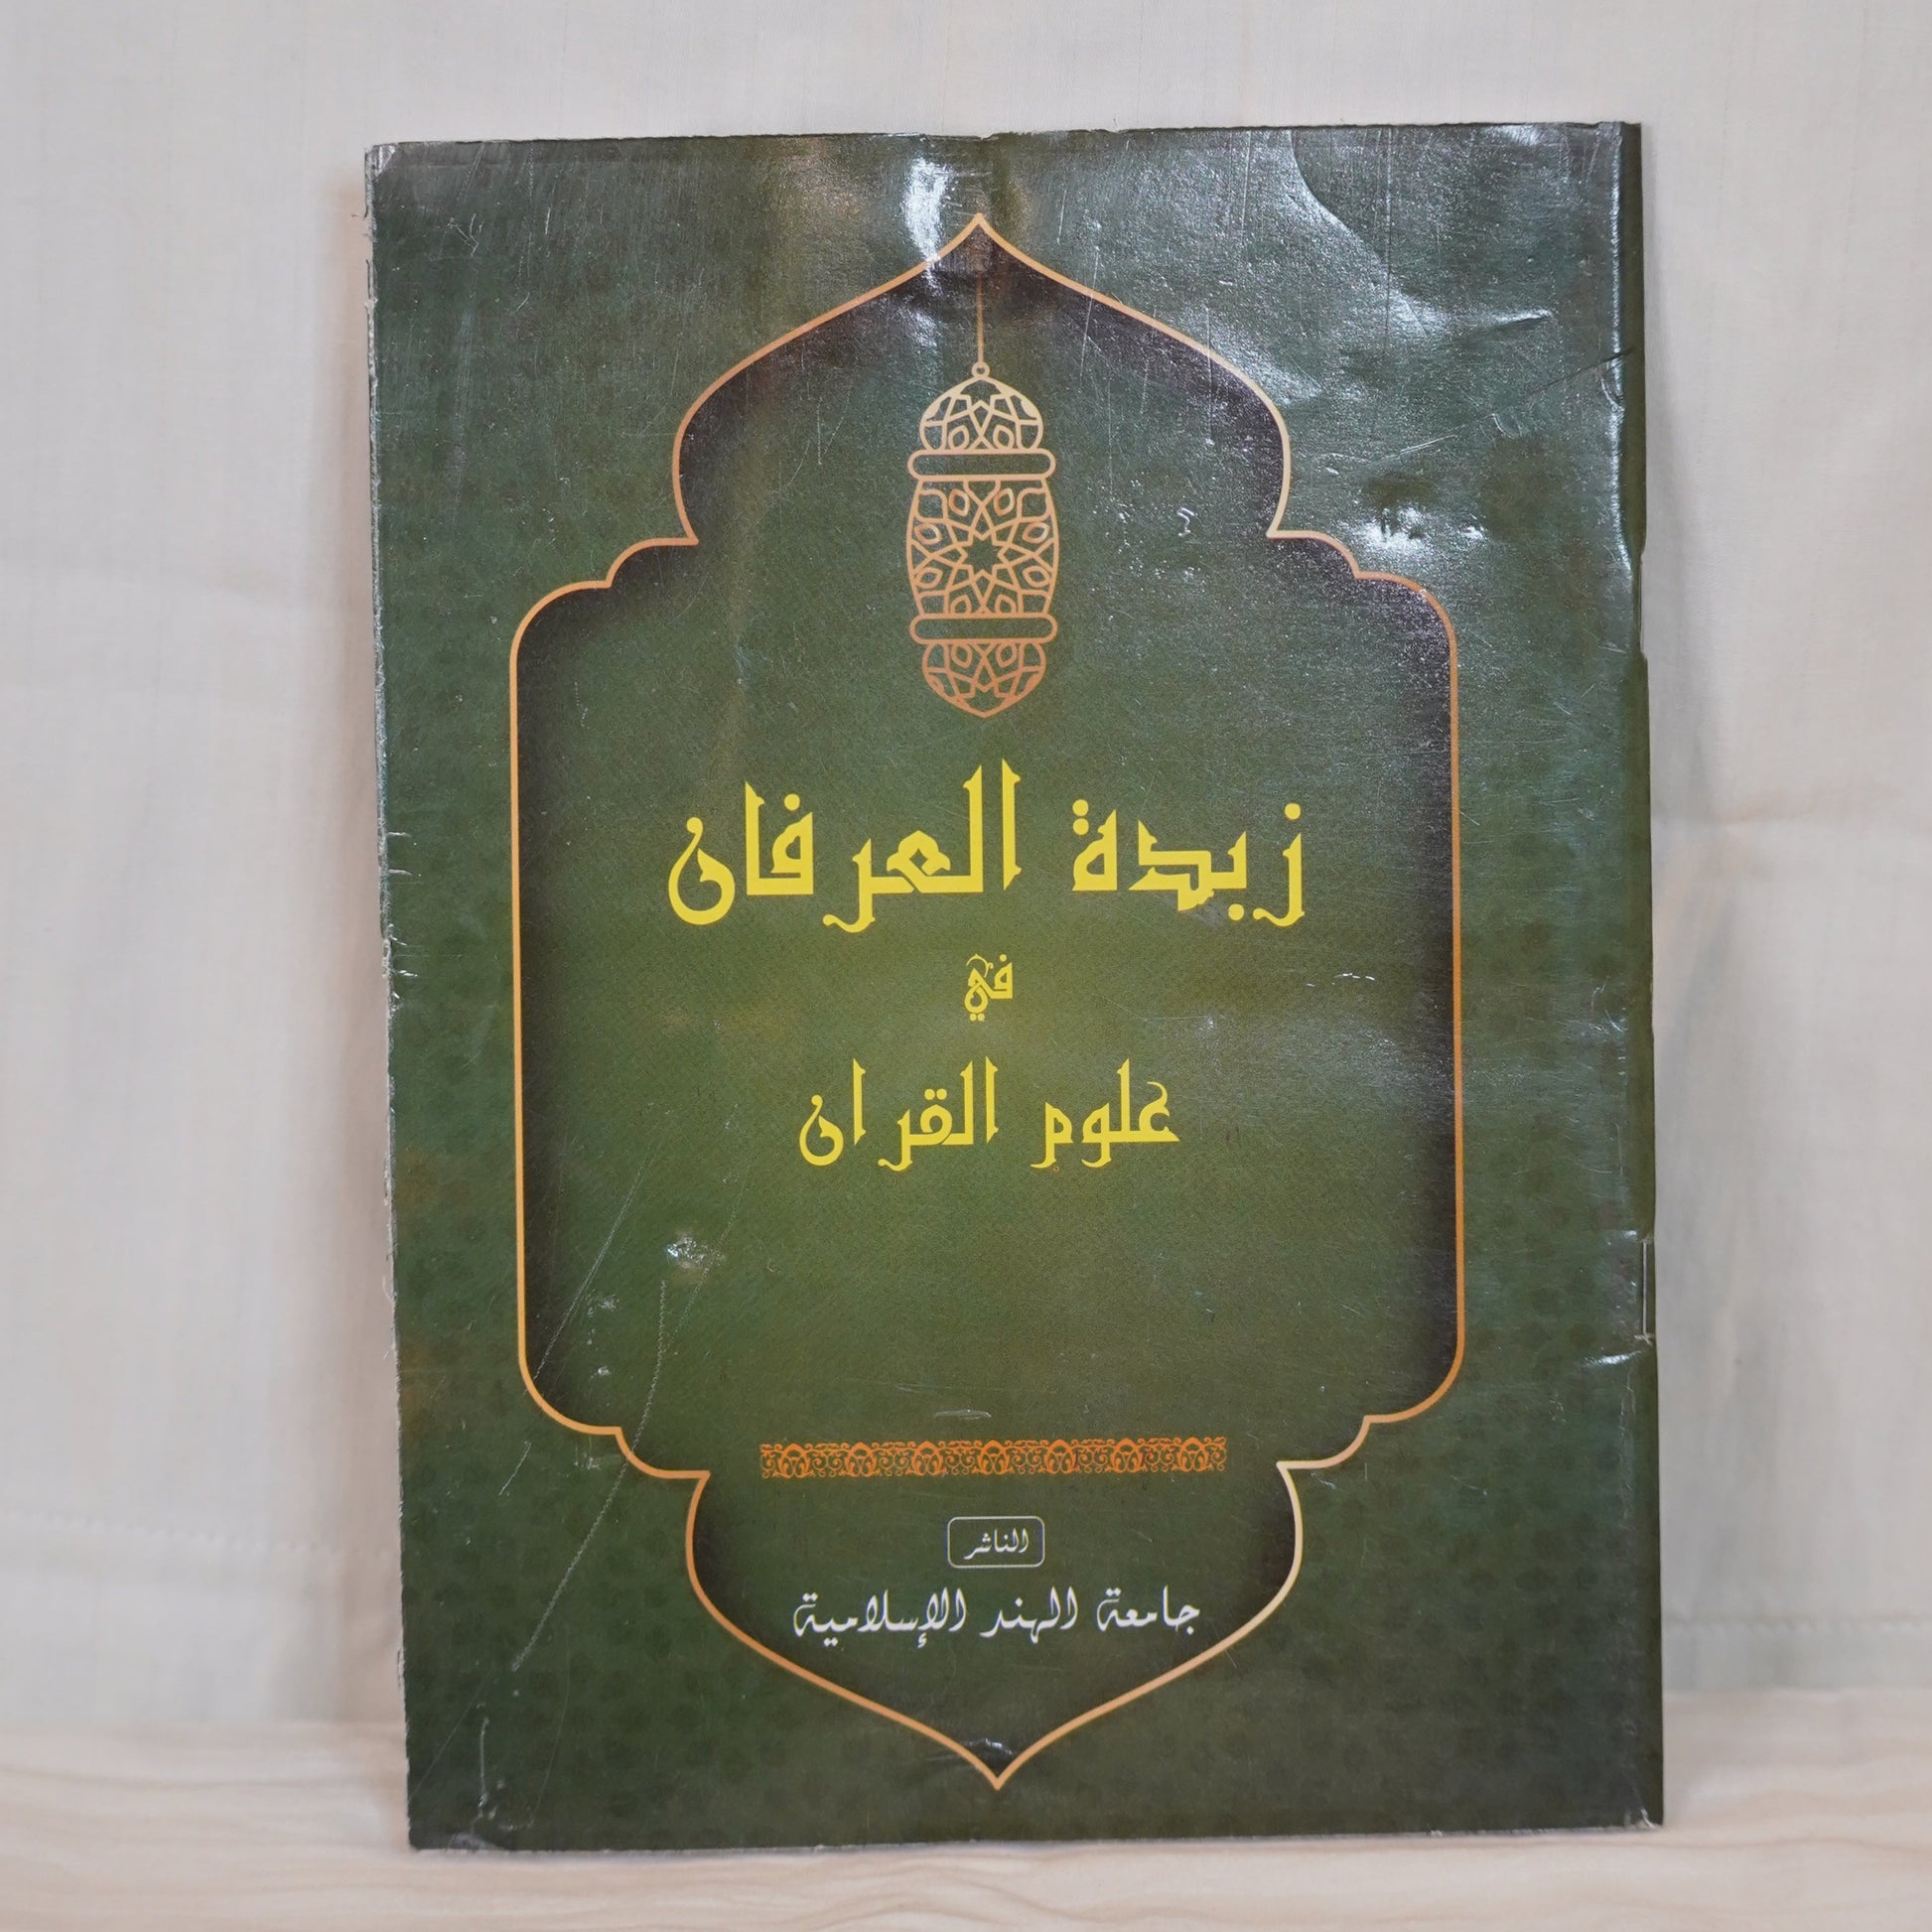 زبدة العرفان
في
علوم القران
الناشر
جامعة الهند الإسلامية